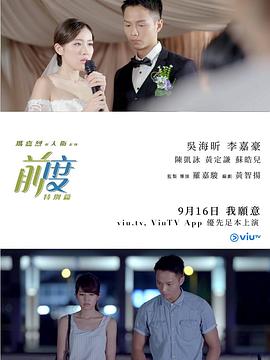 瑪嘉烈與大衛系列
前度
特別篇
吳海昕 李嘉豪
陳凱詠 黃定謙 蘇皓兒
監製 導演 羅嘉駿 編劇 黃智揚
9月16日 我願意
viu.tv, ViuTV App 優先足本上演
viuTV